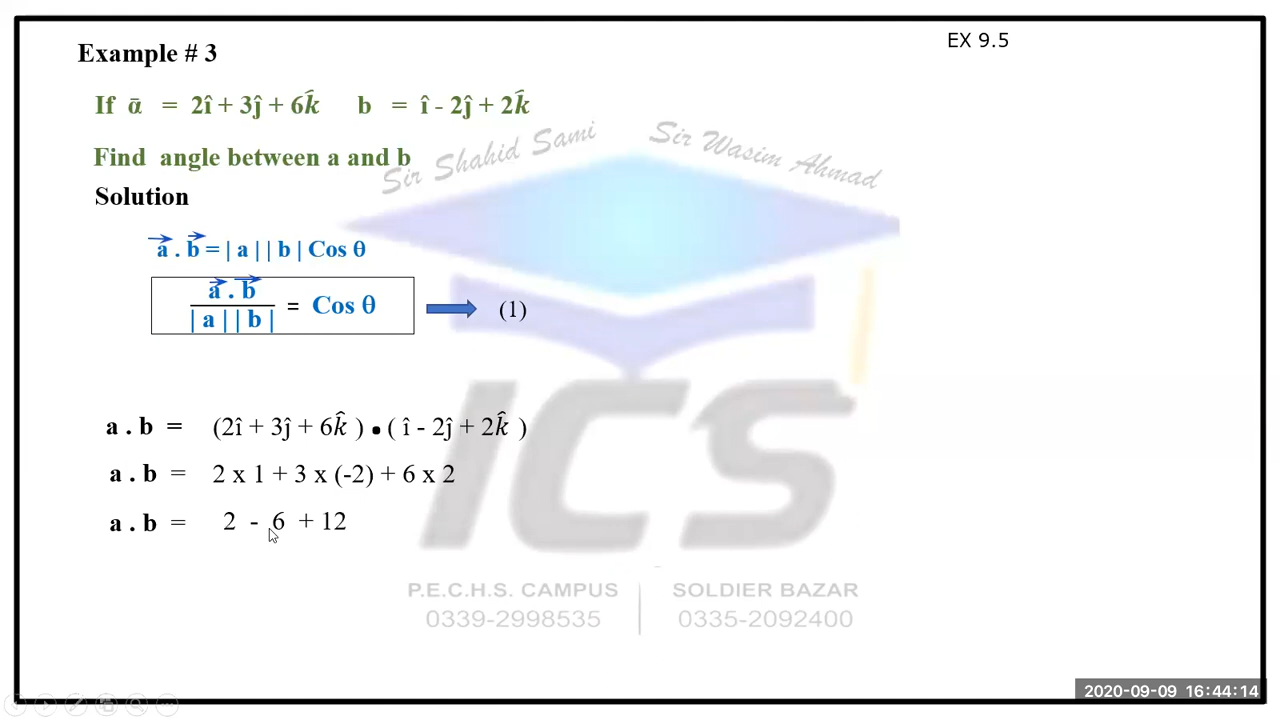 EX 9.5
Example # 3
If ā = 2î + 3ĵ + 6k̂ b = î - 2ĵ + 2k̂
Find angle between a and b
Sir Shahid Sami Sir Wasim Ahmad
Solution
a . b = | a | | b | Cos θ
a . b
| a | | b | = Cos θ (1)
a . b = (2î + 3ĵ + 6k̂ ) • ( î - 2ĵ + 2k̂ )
a . b = 2 x 1 + 3 x (-2) + 6 x 2
a . b = 2 - 6 + 12
ICS
P.E.C.H.S. CAMPUS SOLDIER BAZAR
0339-2998535 0335-2092400
2020-09-09 16:44:14